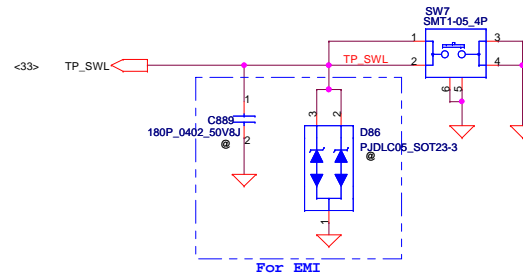 SW7
SMT1-05_4P
1
3
<33>
TP_SWL
TP_SWL
2
4
6
5
1
C889
180P_0402_50V8J
@
2
3
2
D86
PJDLC05_SOT23-3
@
1
For EMI